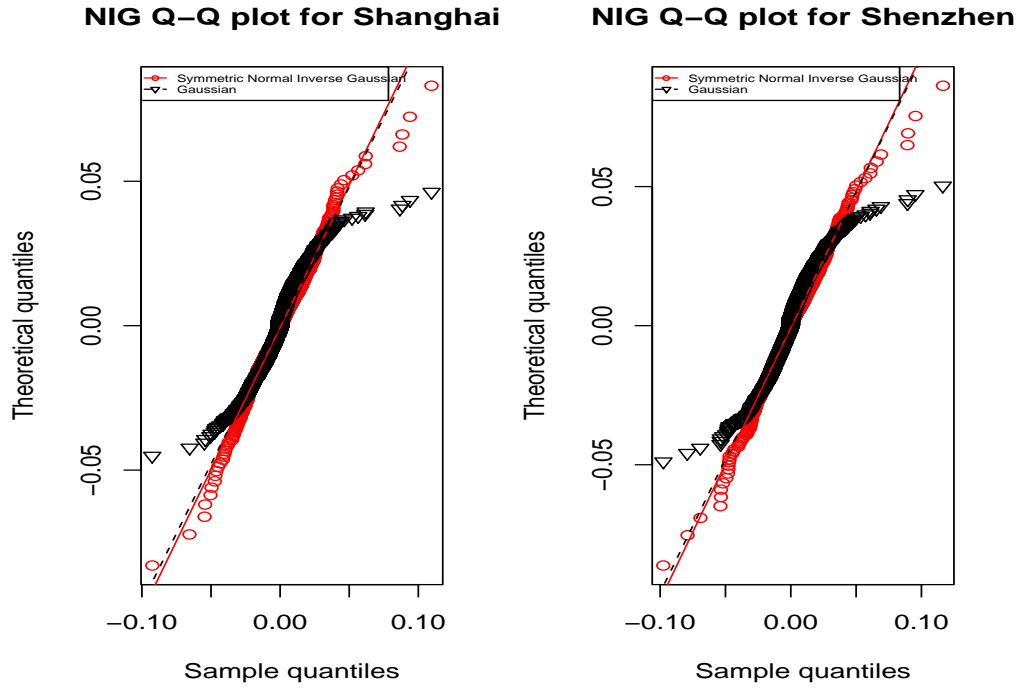 NIG Q−Q plot for Shanghai
Symmetric Normal Inverse Gaussian
Gaussian
Theoretical quantiles
0.05
0.00
−0.05
−0.10
0.00
0.10
Sample quantiles
NIG Q−Q plot for Shenzhen
Symmetric Normal Inverse Gaussian
Gaussian
Theoretical quantiles
0.05
0.00
−0.05
−0.10
0.00
0.10
Sample quantiles